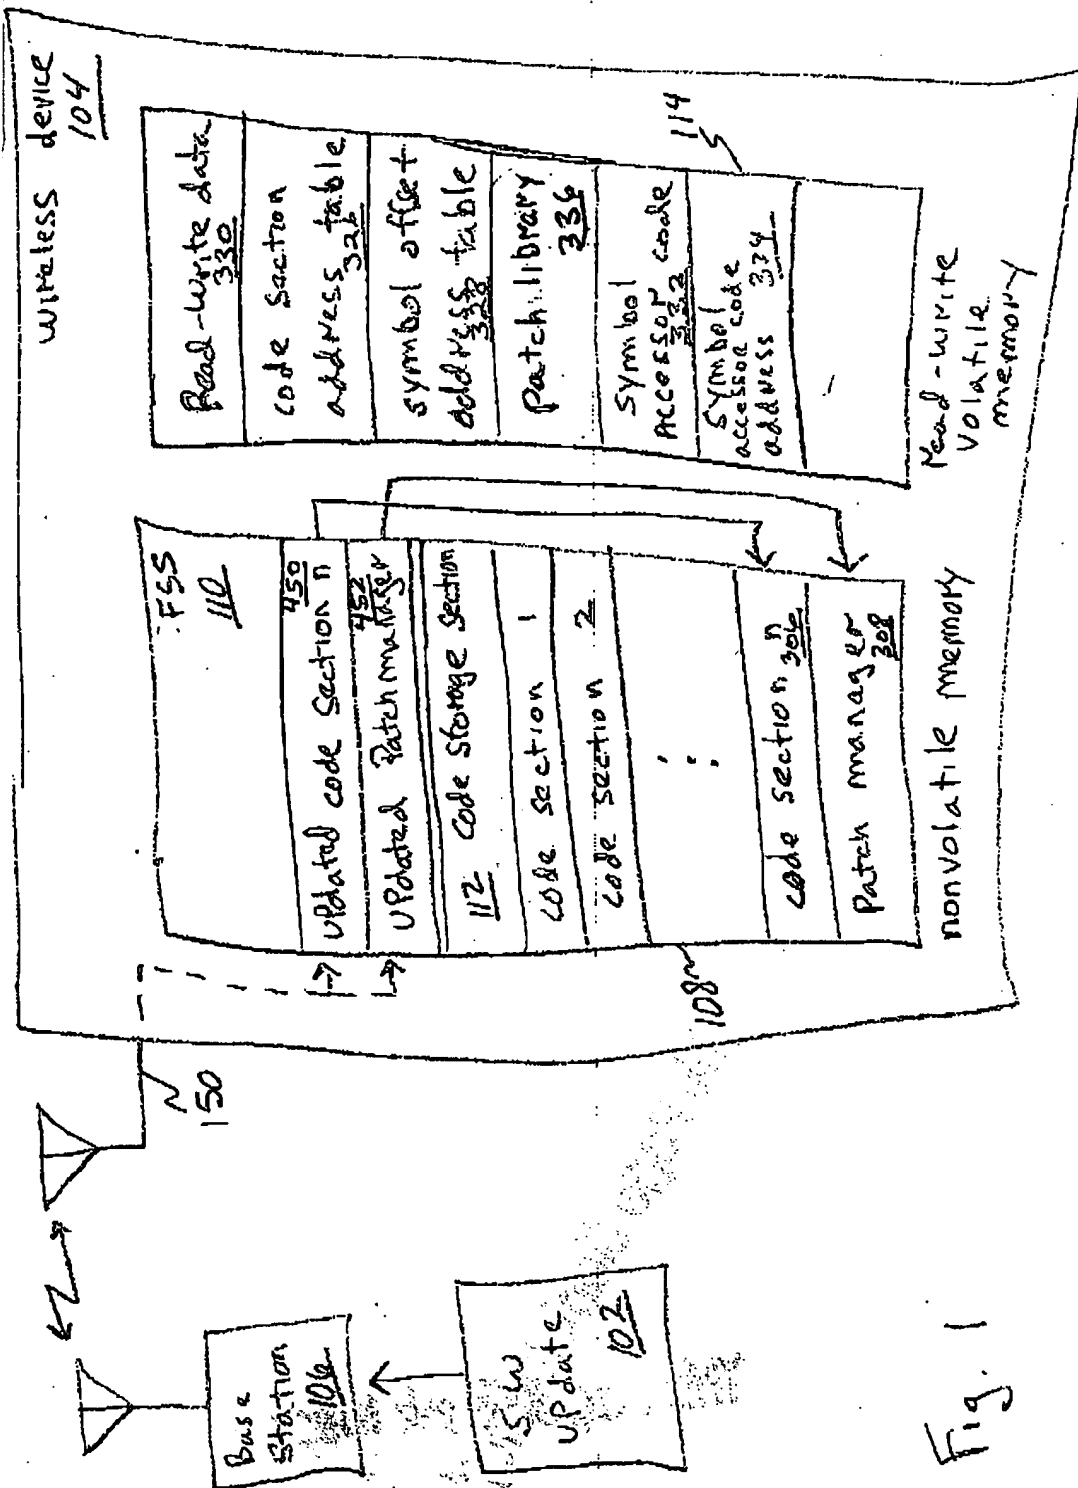 wireless device
104
FSS
110
450
updated code section n
452
updated Patch manager
112 code storage section
code section 1
code section 2
code section n
306
Patch manager
308
nonvolatile memory
108
Read-write data
330
code section
address table
326
symbol offset
address table
328
patch library
336
symbol
Accessor code
332
symbol
accessor code
address 334
114
Read-write
volatile
memory
150
Base
Station
106
SW
update
102
Fig. 1